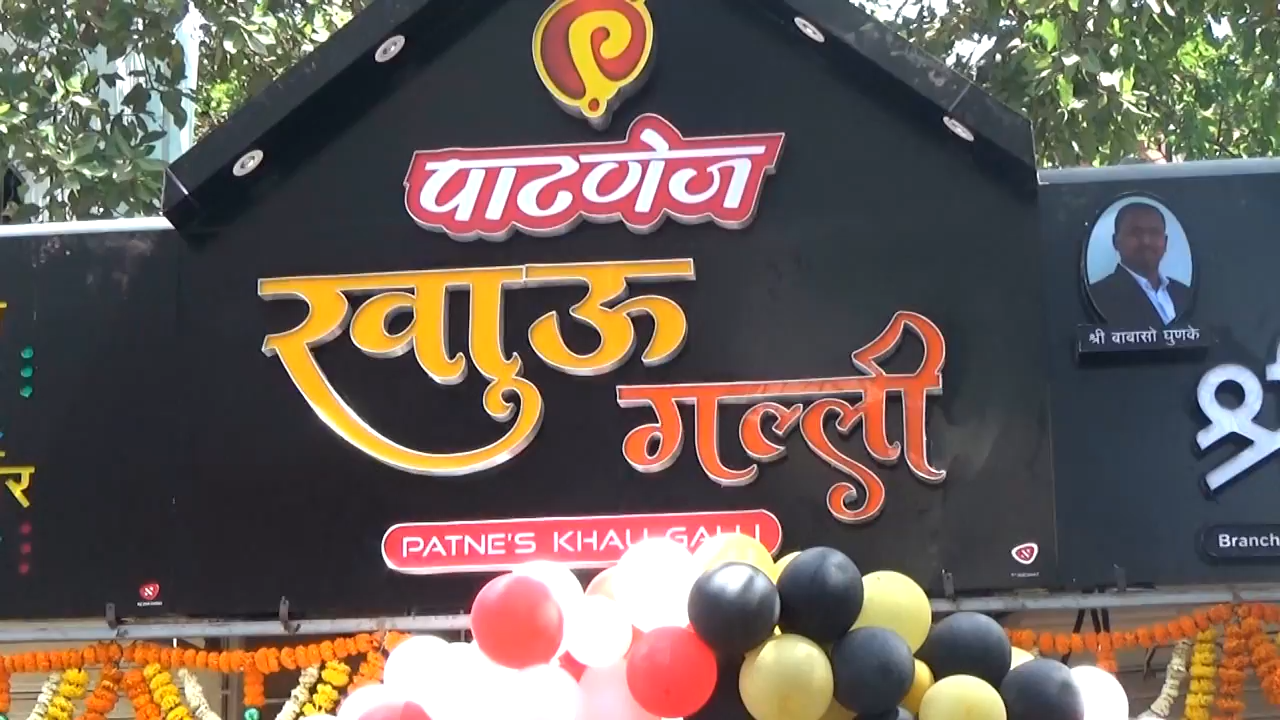 पाटणेज
खाऊ
गल्ली
PATNE'S KHAU GALLI
श्री बाबासो घुणके
श्री
Branch